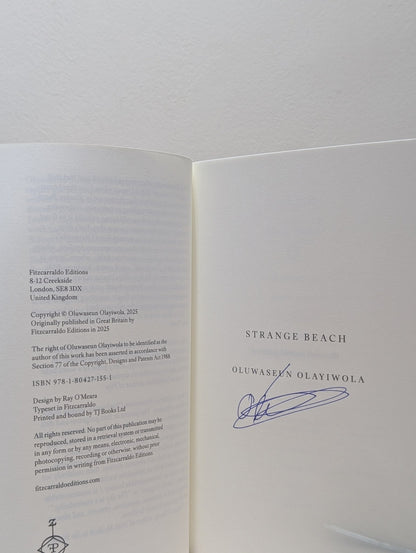 Fitzcarraldo Editions
8-12 Creekside
London, SE8 3DX
United Kingdom
Copyright © Oluwaseun Olayiwola, 2025
Originally published in Great Britain by
Fitzcarraldo Editions in 2025
The right of Oluwaseun Olayiwola to be identified as the
author of this work has been asserted in accordance with
Section 77 of the Copyright, Designs and Patents Act 1988
ISBN 978-1-80427-155-1
Design by Ray O'Meara
Typeset in Fitzcarraldo
Printed and bound by TJ Books Ltd
All rights reserved. No part of this publication may be
reproduced, stored in a retrieval system or transmitted
in any form or by any means, electronic, mechanical,
photocopying, recording or otherwise, without prior
permission in writing from Fitzcarraldo Editions.
fitzcarraldoeditions.com
STRANGE BEACH
OLUWASEUN OLAYIWOLA